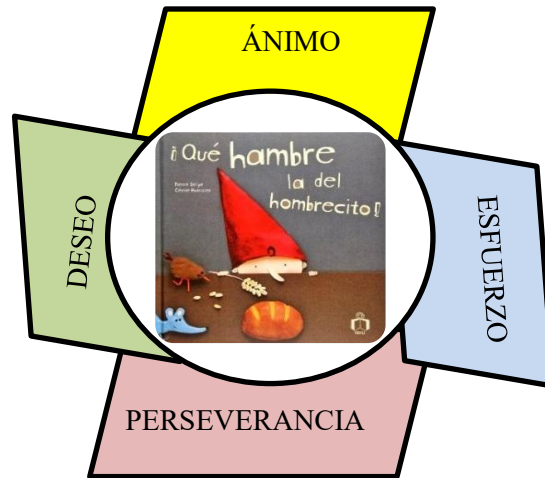 ÁNIMO
¡Qué hambre
la del
hombrecito!
DESEO
ESFUERZO
PERSEVERANCIA